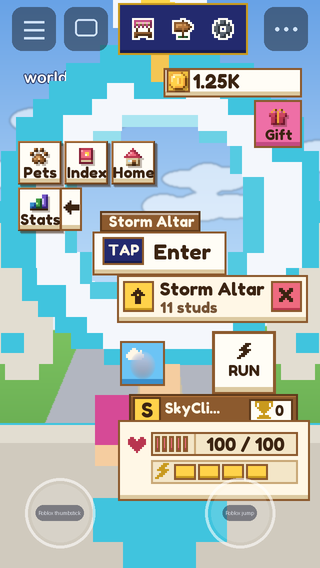 world
1.25K
Gift
Pets
Index
Home
Stats
Storm Altar
TAP
Enter
Storm Altar
11 studs
RUN
S
SkyCli...
0
100 / 100
Roblox thumbstick
Roblox jump